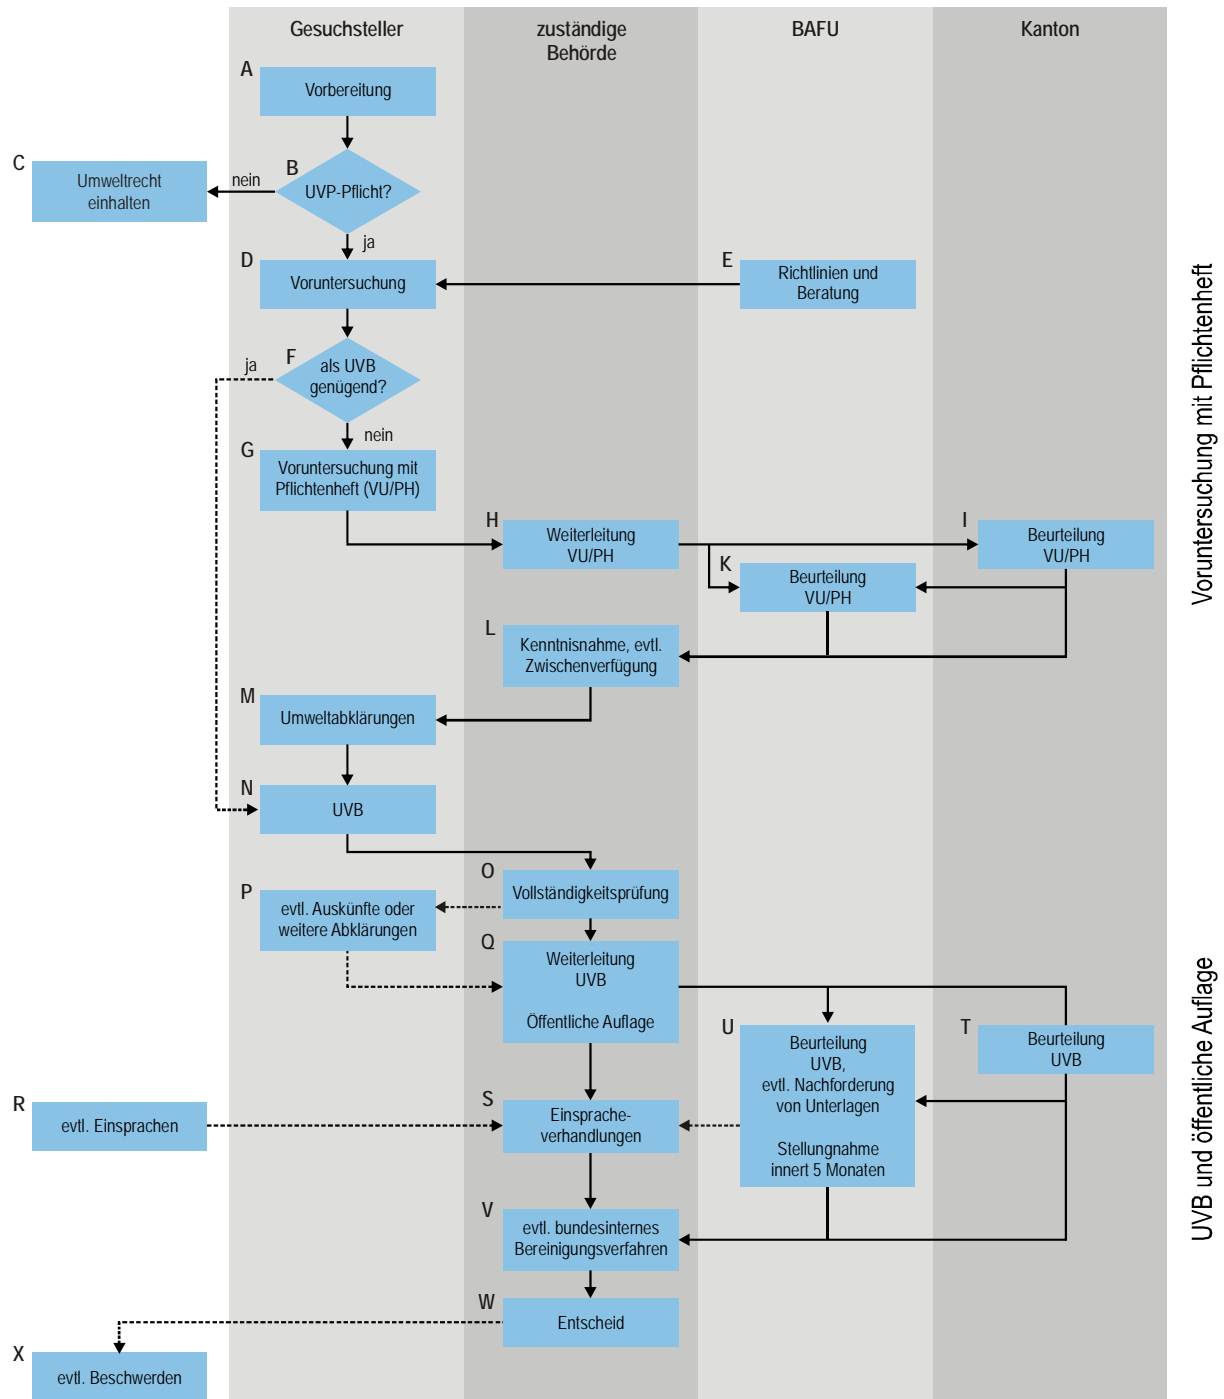 Gesuchsteller
zuständige
Behörde
BAFU
Kanton
A
Vorbereitung
B
UVP-Pflicht?
nein
C
Umweltrecht
einhalten
ja
D
Voruntersuchung
E
Richtlinien und
Beratung
F
als UVB
genügend?
ja
nein
G
Voruntersuchung mit
Pflichtenheft (VU/PH)
H
Weiterleitung
VU/PH
I
Beurteilung
VU/PH
K
Beurteilung
VU/PH
L
Kenntnisnahme, evtl.
Zwischenverfügung
M
Umweltabklärungen
N
UVB
O
Vollständigkeitsprüfung
P
evtl. Auskünfte oder
weitere Abklärungen
Q
Weiterleitung
UVB
Öffentliche Auflage
U
Beurteilung
UVB,
evtl. Nachforderung
von Unterlagen
Stellungnahme
innert 5 Monaten
T
Beurteilung
UVB
R
evtl. Einsprachen
S
Einsprache-
verhandlungen
V
evtl. bundesinternes
Bereinigungsverfahren
W
Entscheid
X
evtl. Beschwerden
Voruntersuchung mit Pflichtenheft
UVB und öffentliche Auflage